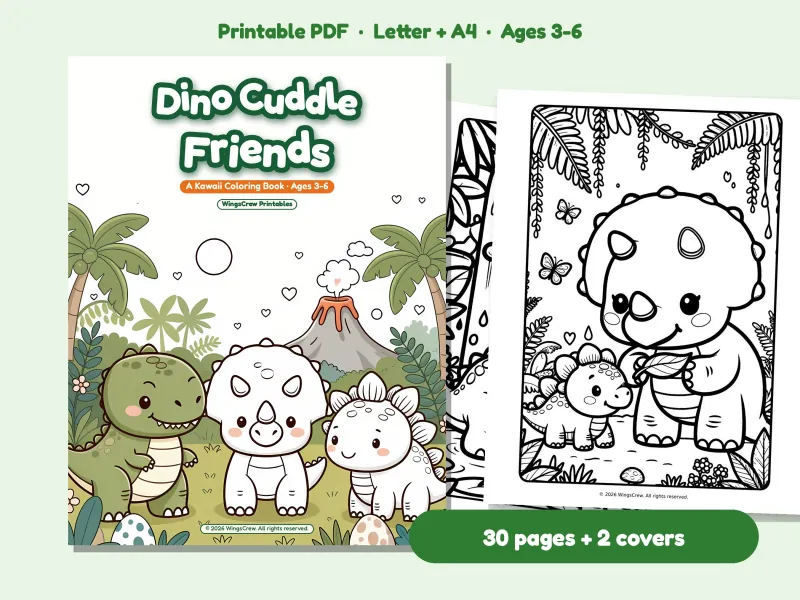 Printable PDF · Letter + A4 · Ages 3-6
Dino Cuddle
Friends
A Kawaii Coloring Book · Ages 3-6
WingsCrew Printables
© 2026 WingsCrew. All rights reserved.
© 2026 WingsCrew. All rights reserved.
30 pages + 2 covers